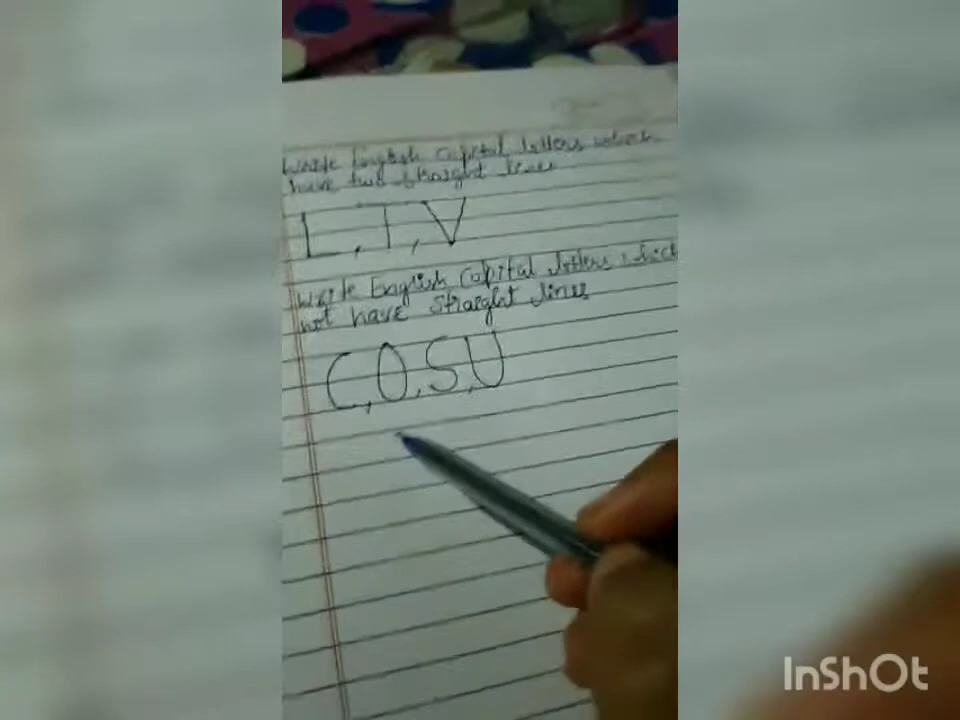 Write English capital letters which
have two straight lines
L, T, V
Write English Capital letters which
not have straight lines
C, O, S, U
InShOt